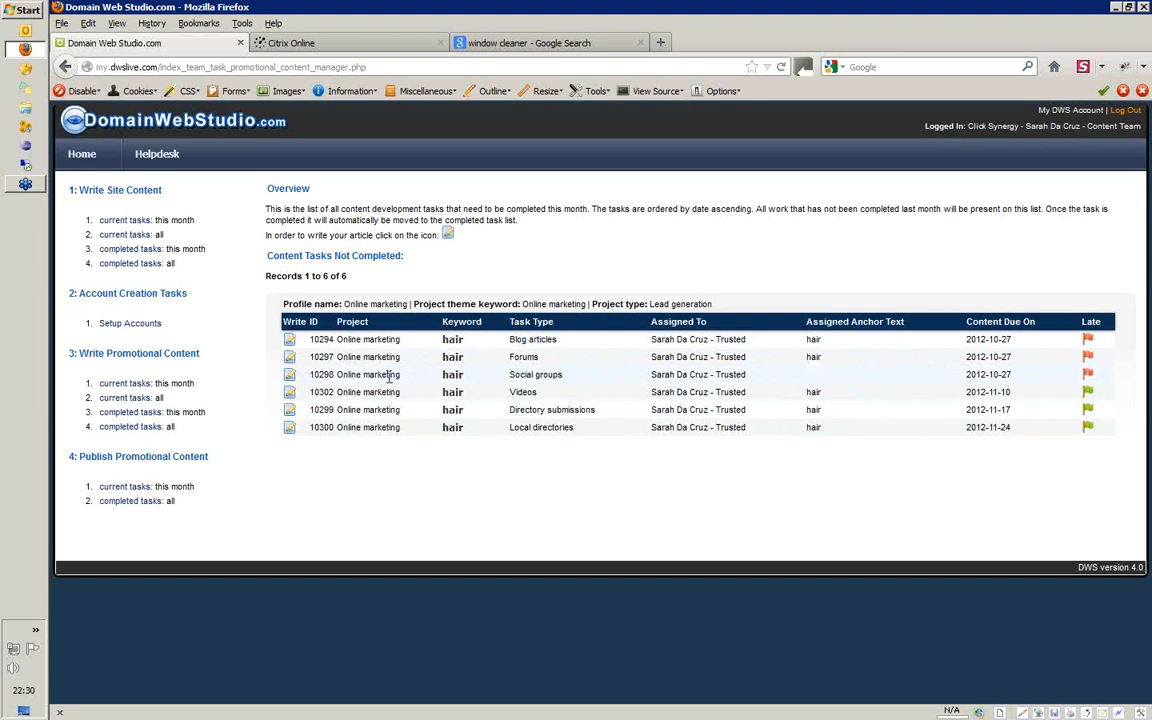 Start
Domain Web Studio.com - Mozilla Firefox
File Edit View History Bookmarks Tools Help
Domain Web Studio.com
Citrix Online
window cleaner - Google Search
my.dwslive.com/index_team_task_promotional_content_manager.php
Google
Disable Cookies CSS Forms Images Information Miscellaneous Outline Resize Tools View Source Options
DomainWebStudio.com
My DWS Account | Log Out
Logged In: Click Synergy - Sarah Da Cruz - Content Team
Home Helpdesk
1: Write Site Content
1. current tasks: this month
2. current tasks: all
3. completed tasks: this month
4. completed tasks: all
2: Account Creation Tasks
1. Setup Accounts
3: Write Promotional Content
1. current tasks: this month
2. current tasks: all
3. completed tasks: this month
4. completed tasks: all
4: Publish Promotional Content
1. current tasks: this month
2. completed tasks: all
Overview
This is the list of all content development tasks that need to be completed this month. The tasks are ordered by date ascending. All work that has not been completed last month will be present on this list. Once the task is
completed it will automatically be moved to the completed task list.
In order to write your article click on the icon:
Content Tasks Not Completed:
Records 1 to 6 of 6
Profile name: Online marketing | Project theme keyword: Online marketing | Project type: Lead generation
Write ID Project Keyword Task Type Assigned To Assigned Anchor Text Content Due On Late
10294 Online marketing hair Blog articles Sarah Da Cruz - Trusted hair 2012-10-27
10297 Online marketing hair Forums Sarah Da Cruz - Trusted hair 2012-10-27
10298 Online marketing hair Social groups Sarah Da Cruz - Trusted 2012-10-27
10302 Online marketing hair Videos Sarah Da Cruz - Trusted hair 2012-11-10
10299 Online marketing hair Directory submissions Sarah Da Cruz - Trusted hair 2012-11-17
10300 Online marketing hair Local directories Sarah Da Cruz - Trusted hair 2012-11-24
DWS version 4.0
22:30
N/A